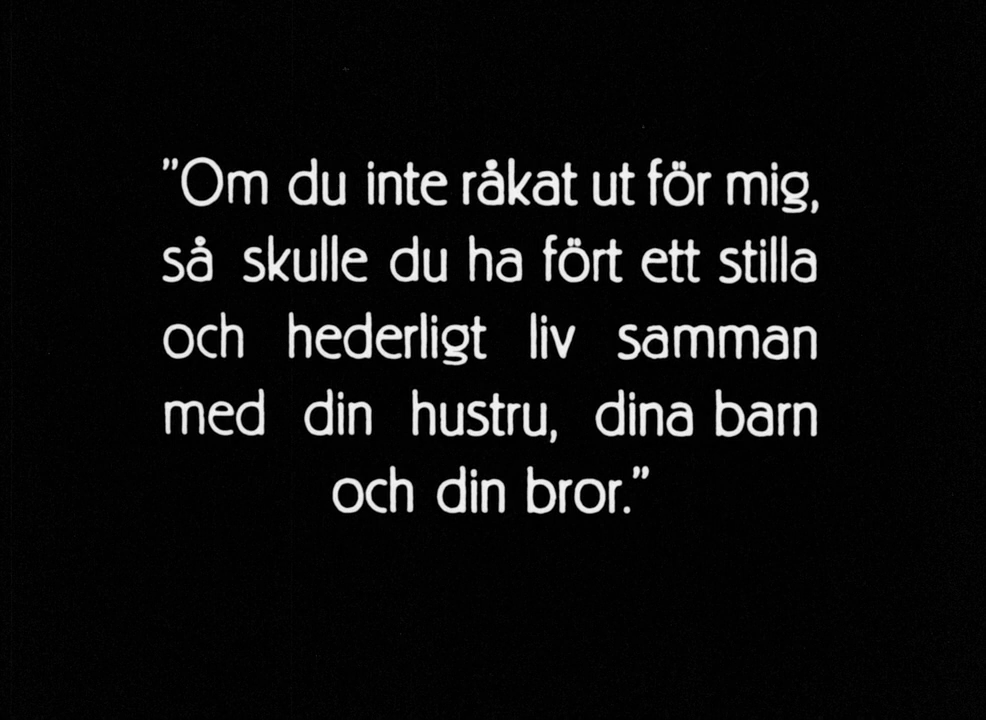 ”Om du inte råkat ut för mig,
så skulle du ha fört ett stilla
och hederligt liv samman
med din hustru, dina barn
och din bror.”